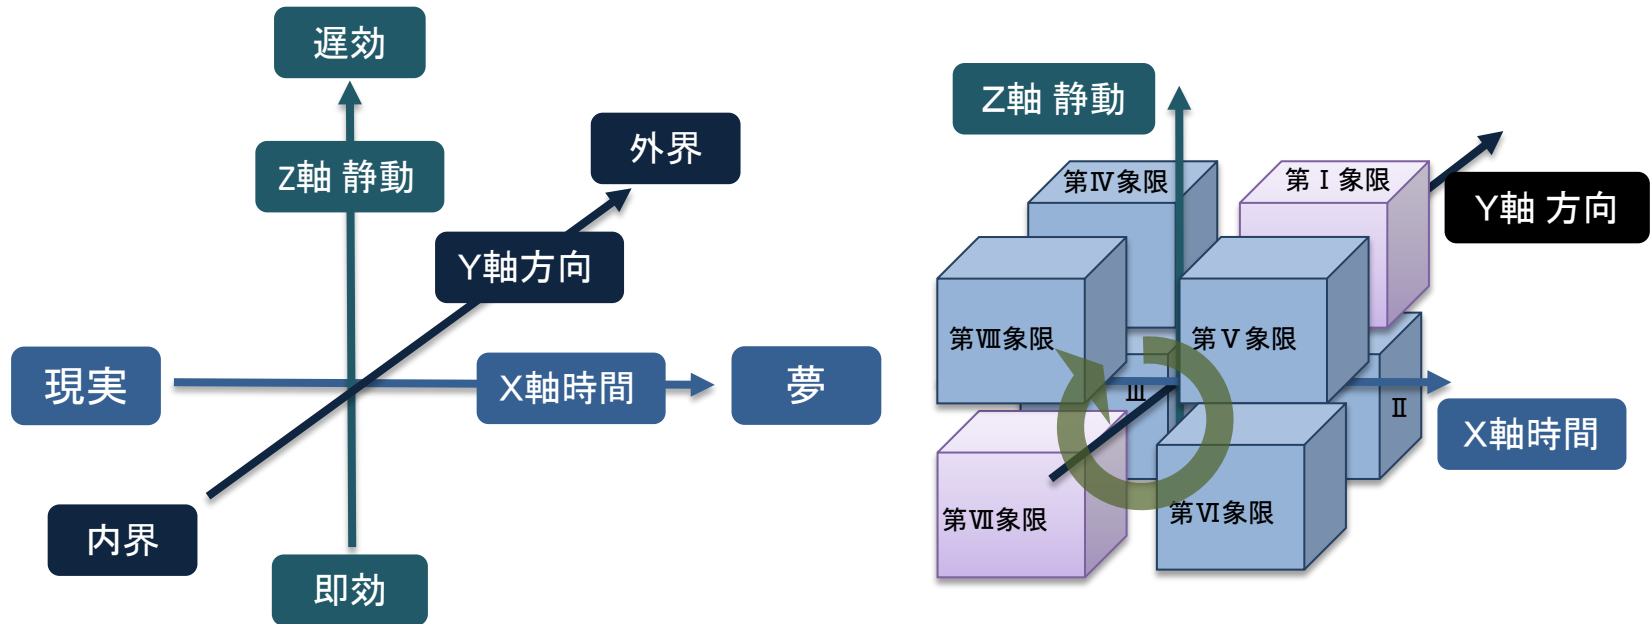 遅効
Z軸 静動
外界
Y軸方向
現実
X軸時間
夢
内界
即効
Z軸 静動
第Ⅳ象限
第Ⅰ象限
Y軸 方向
第Ⅷ象限
第Ⅴ象限
Ⅲ
Ⅱ
X軸時間
第Ⅶ象限
第Ⅵ象限